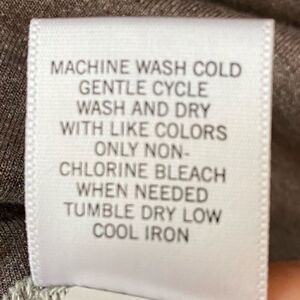 MACHINE WASH COLD
GENTLE CYCLE
WASH AND DRY
WITH LIKE COLORS
ONLY NON-
CHLORINE BLEACH
WHEN NEEDED
TUMBLE DRY LOW
COOL IRON